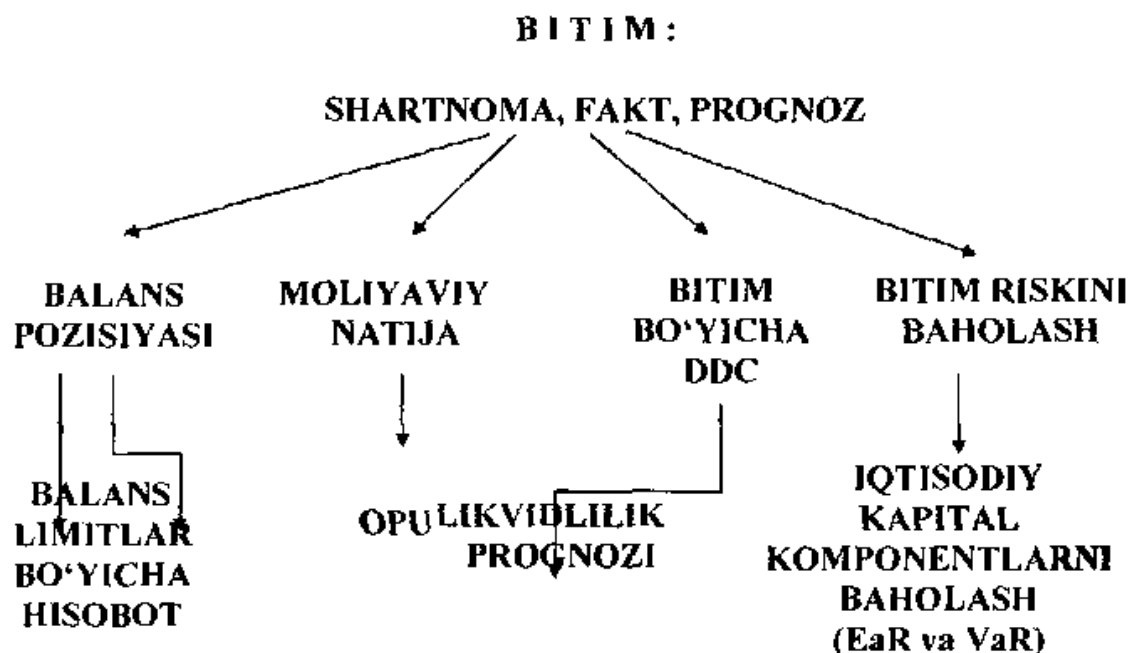 BITIM:
SHARTNOMA, FAKT, PROGNOZ
BALANS
POZISIYASI
MOLIYAVIY
NATIJA
BITIM
BO‘YICHA
DDC
BITIM RISKINI
BAHOLASH
BALANS
LIMITLAR
BO‘YICHA
HISOBOT
OPU
LIKVIDLILIK
PROGNOZI
IQTISODIY
KAPITAL
KOMPONENTLARNI
BAHOLASH
(EaR va VaR)